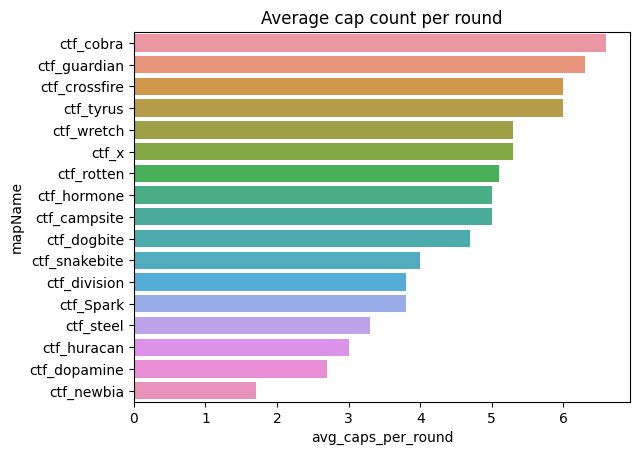 Average cap count per round
mapName
ctf_cobra
ctf_guardian
ctf_crossfire
ctf_tyrus
ctf_wretch
ctf_x
ctf_rotten
ctf_hormone
ctf_campsite
ctf_dogbite
ctf_snakebite
ctf_division
ctf_Spark
ctf_steel
ctf_huracan
ctf_dopamine
ctf_newbia
0 1 2 3 4 5 6
avg_caps_per_round